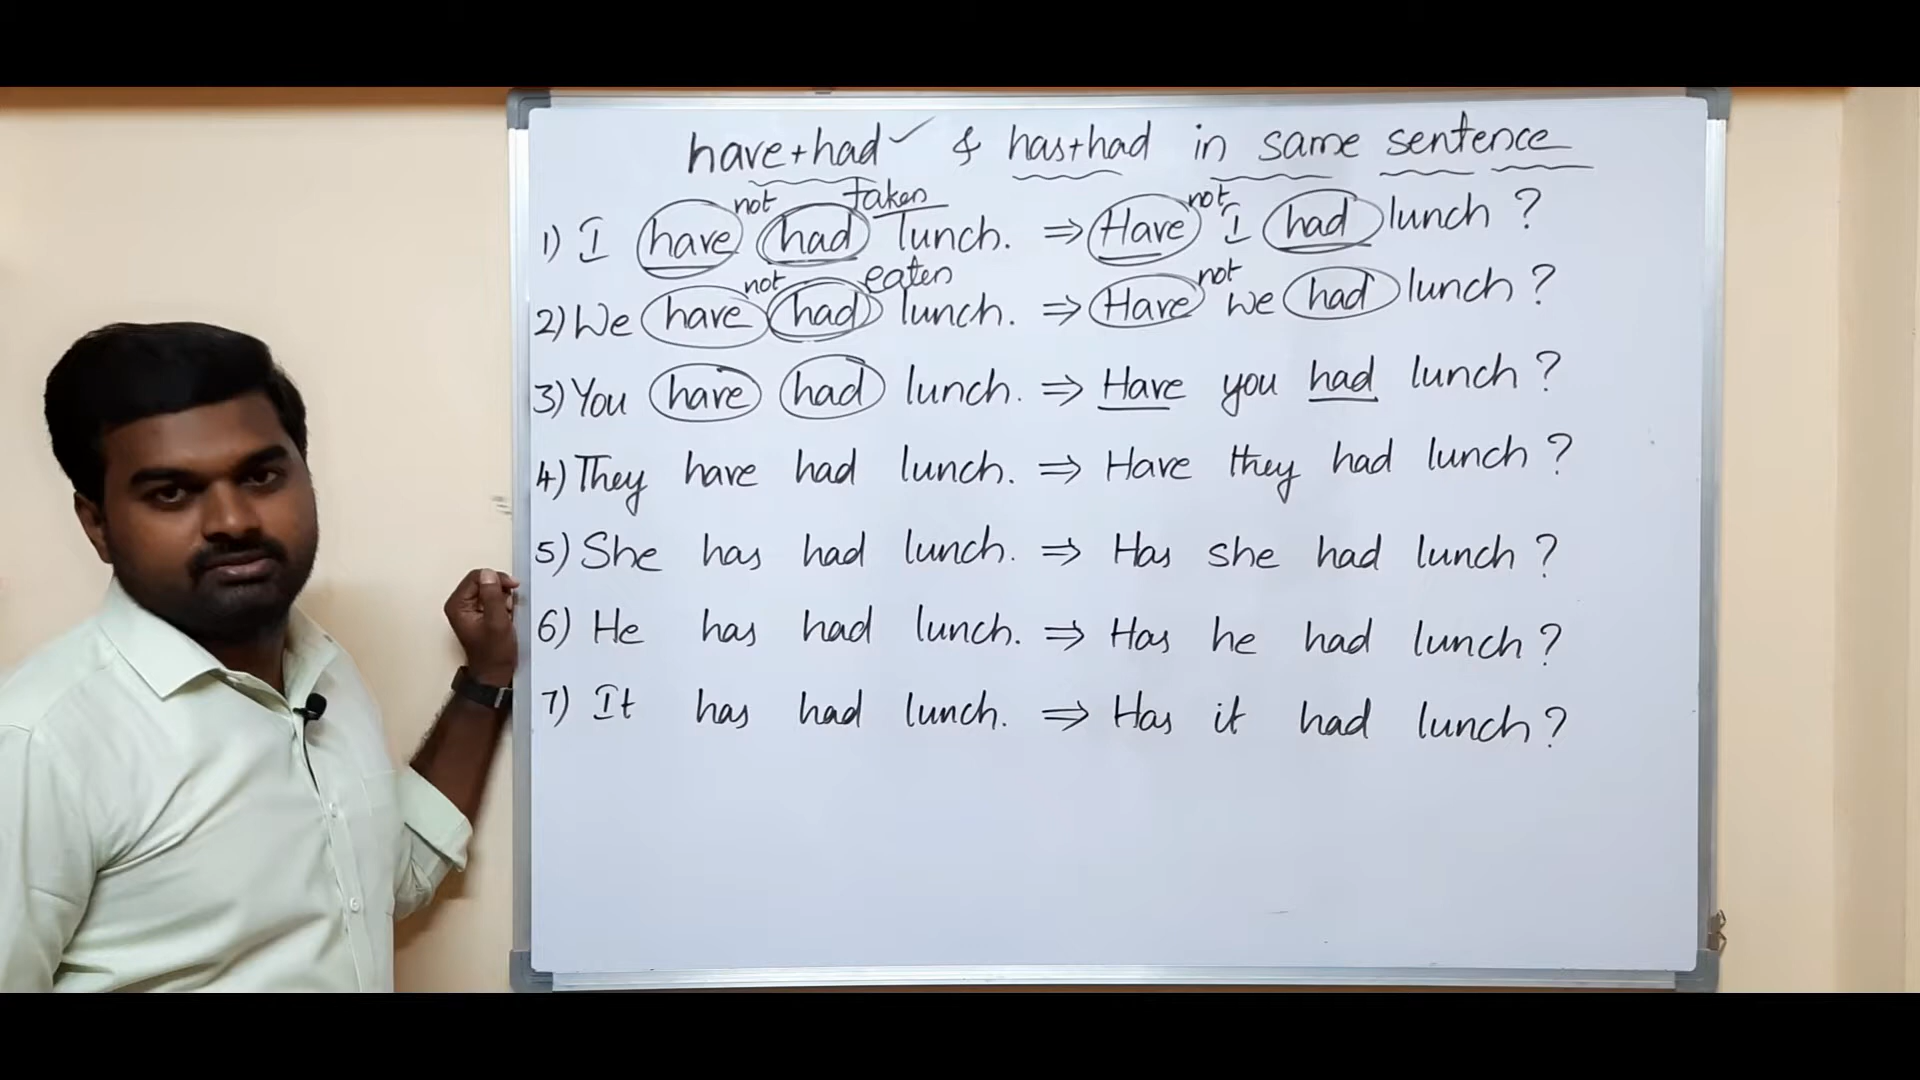 have+had & has+had in same sentence
not taken not
1) I have had lunch. ⇒ Have I had lunch ?
not eaten not
2) We have had lunch. ⇒ Have we had lunch ?
3) You have had lunch. ⇒ Have you had lunch ?
4) They have had lunch. ⇒ Have they had lunch ?
5) She has had lunch. ⇒ Has she had lunch ?
6) He has had lunch. ⇒ Has he had lunch ?
7) It has had lunch. ⇒ Has it had lunch ?